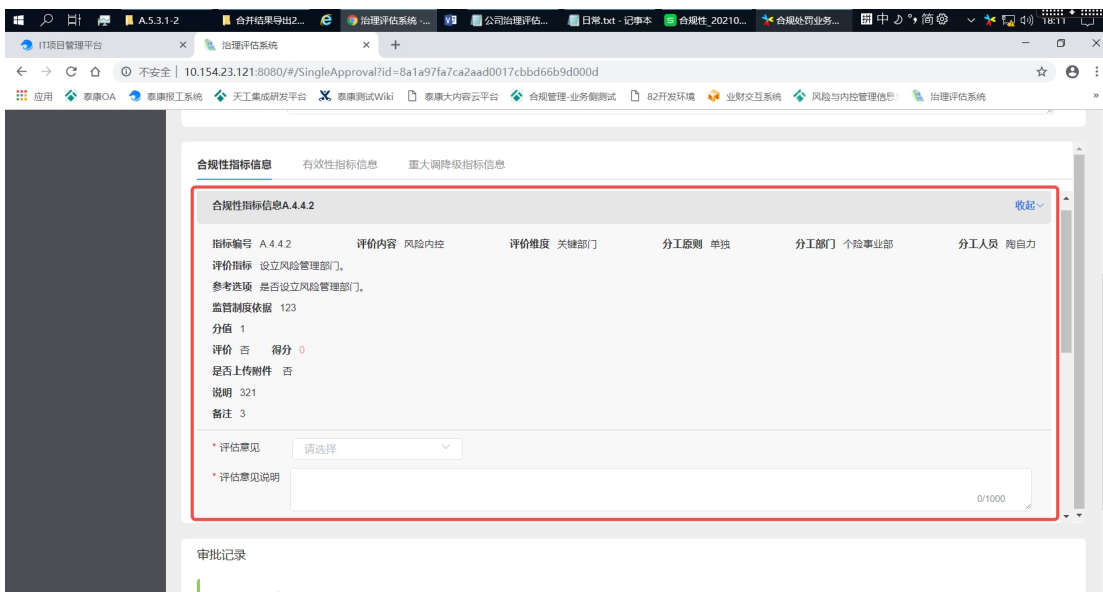 A.5.3.1-2 合并结果导出2... 治理评估系统 -... 公司治理评估... 日常.txt - 记事本 合规性_20210... 合规处罚业务... 中 简 18:11
IT项目管理平台 × 治理评估系统 × +
不安全 | 10.154.23.121:8080/#/SingleApproval?id=8a1a97fa7ca2aad0017cbbd66b9d000d
应用 泰康OA 泰康报工系统 天工集成研发平台 泰康测试Wiki 泰康大内容云平台 合规管理-业务侧测试 82开发环境 业财交互系统 风险与内控管理信息 治理评估系统 »
合规性指标信息 有效性指标信息 重大调降级指标信息
合规性指标信息A.4.4.2 收起
指标编号 A.4.4.2 评价内容 风险内控 评价维度 关键部门 分工原则 单独 分工部门 个险事业部 分工人员 陶自力
评价指标 设立风险管理部门。
参考选项 是否设立风险管理部门。
监管制度依据 123
分值 1
评价 否 得分 0
是否上传附件 否
说明 321
备注 3
* 评估意见 请选择
* 评估意见说明
0/1000
审批记录